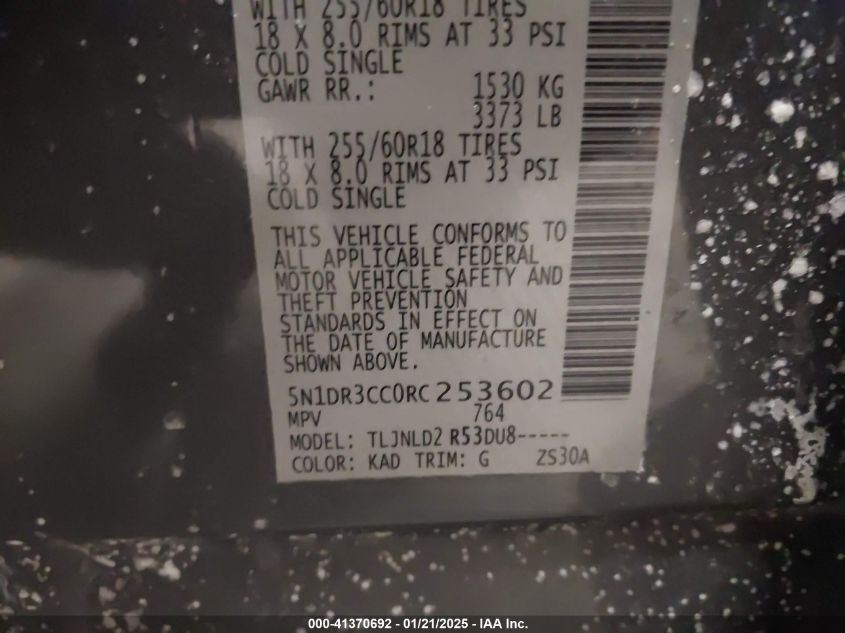 WITH 255/60R18 TIRES
18 X 8.0 RIMS AT 33 PSI
COLD SINGLE
GAWR RR.: 1530 KG
3373 LB
WITH 255/60R18 TIRES
18 X 8.0 RIMS AT 33 PSI
COLD SINGLE
THIS VEHICLE CONFORMS TO
ALL APPLICABLE FEDERAL
MOTOR VEHICLE SAFETY AND
THEFT PREVENTION
STANDARDS IN EFFECT ON
THE DATE OF MANUFACTURE
SHOWN ABOVE.
5N1DR3CC0RC253602
MPV 764
MODEL: TLJNLD2 R53DU8-----
COLOR: KAD TRIM: G ZS30A
000-41370692 - 01/21/2025 - IAA Inc.